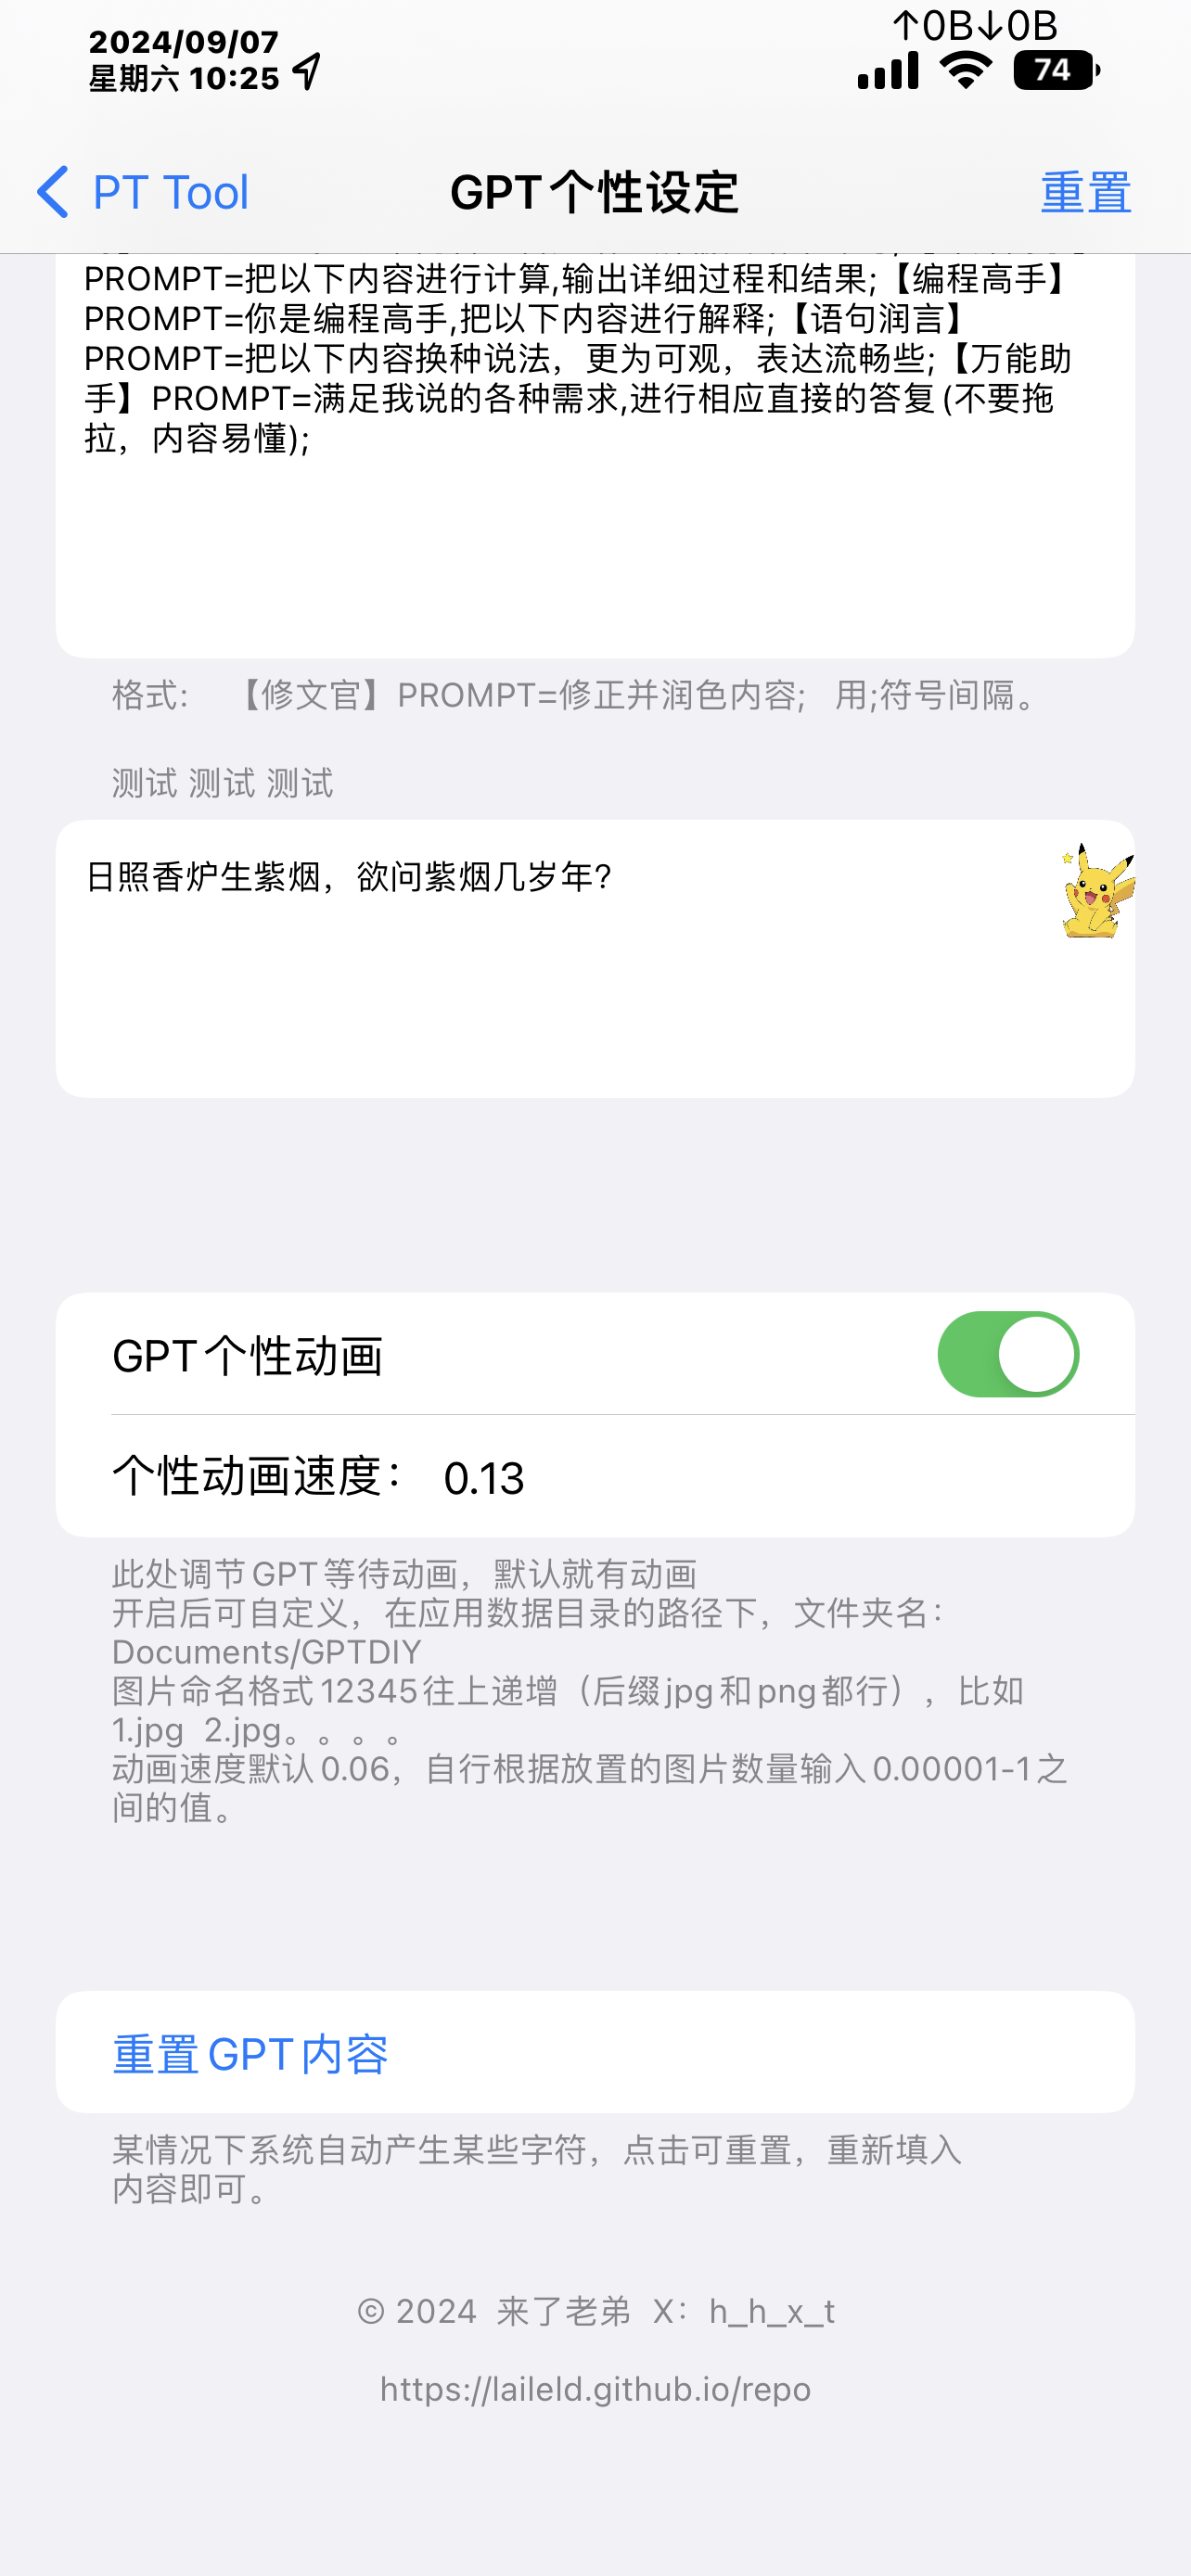 ↑0B↓0B
2024/09/07
星期六 10:25
74
PT Tool
GPT个性设定
重置
PROMPT=把以下内容进行计算,输出详细过程和结果;【编程高手】
PROMPT=你是编程高手,把以下内容进行解释;【语句润言】
PROMPT=把以下内容换种说法，更为可观，表达流畅些;【万能助
手】PROMPT=满足我说的各种需求,进行相应直接的答复(不要拖
拉，内容易懂);
格式: 【修文官】PROMPT=修正并润色内容; 用;符号间隔。
测试 测试 测试
日照香炉生紫烟，欲问紫烟几岁年?
GPT个性动画
个性动画速度： 0.13
此处调节GPT等待动画，默认就有动画
开启后可自定义，在应用数据目录的路径下，文件夹名：
Documents/GPTDIY
图片命名格式12345往上递增（后缀jpg和png都行），比如
1.jpg 2.jpg。。。。
动画速度默认0.06，自行根据放置的图片数量输入0.00001-1之
间的值。
重置GPT内容
某情况下系统自动产生某些字符，点击可重置，重新填入
内容即可。
© 2024 来了老弟 X：h_h_x_t
https://laileld.github.io/repo